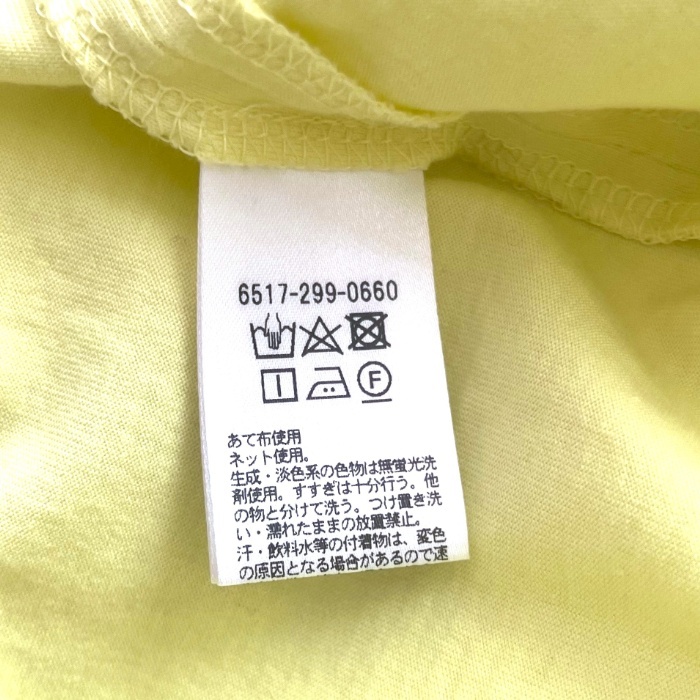 6517-299-0660
F
あて布使用
ネット使用。
生成・淡色系の色物は無蛍光洗
剤使用。すすぎは十分行う。他
の物と分けて洗う。つけ置き洗
い・濡れたままの放置禁止。
汗・飲料水等の付着物は、変色
の原因となる場合があるので速